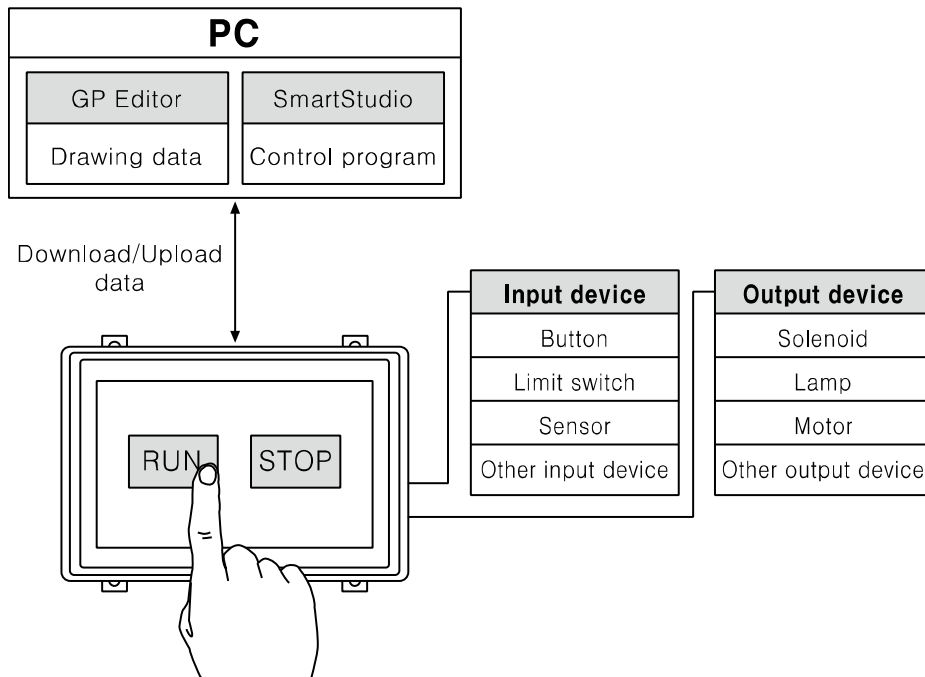 PC
GP Editor
Drawing data
SmartStudio
Control program
Download/Upload
data
Input device
Button
Limit switch
Sensor
Other input device
Output device
Solenoid
Lamp
Motor
Other output device
RUN
STOP